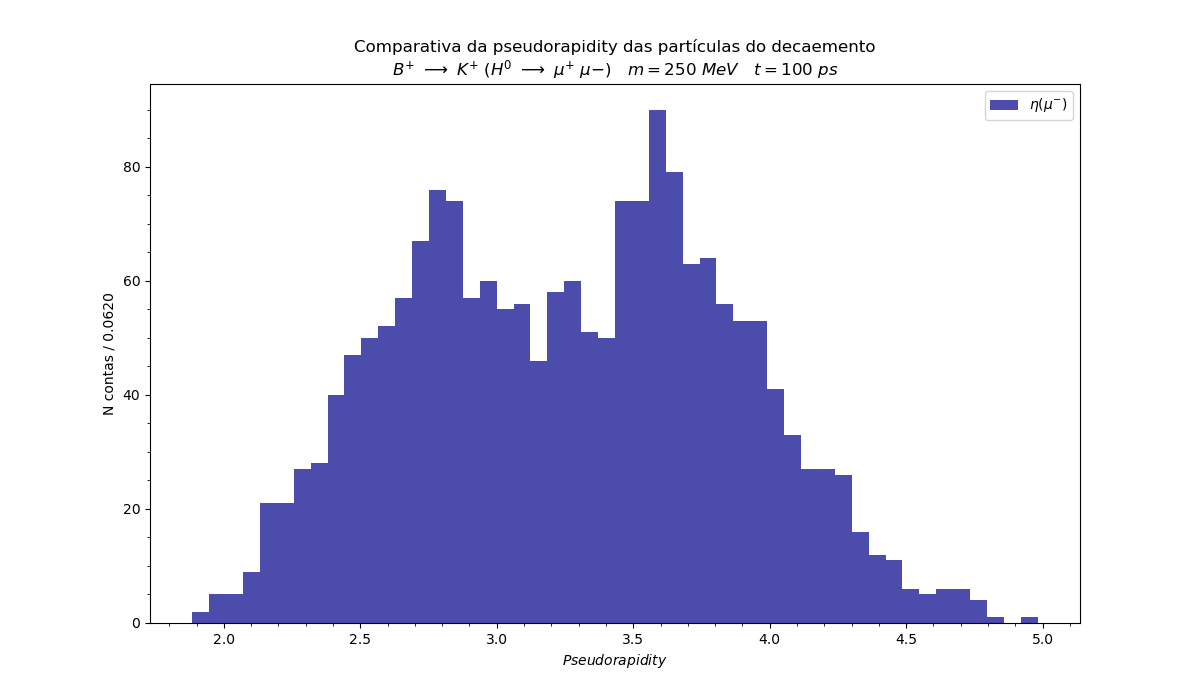 Comparativa da pseudorapidity das partículas do decaemento
B⁺ ⟶ K⁺ (H⁰ ⟶ μ⁺ μ−) m = 250 MeV t = 100 ps
η(μ⁻)
80
60
40
20
0
N contas / 0.0620
2.0 2.5 3.0 3.5 4.0 4.5 5.0
Pseudorapidity